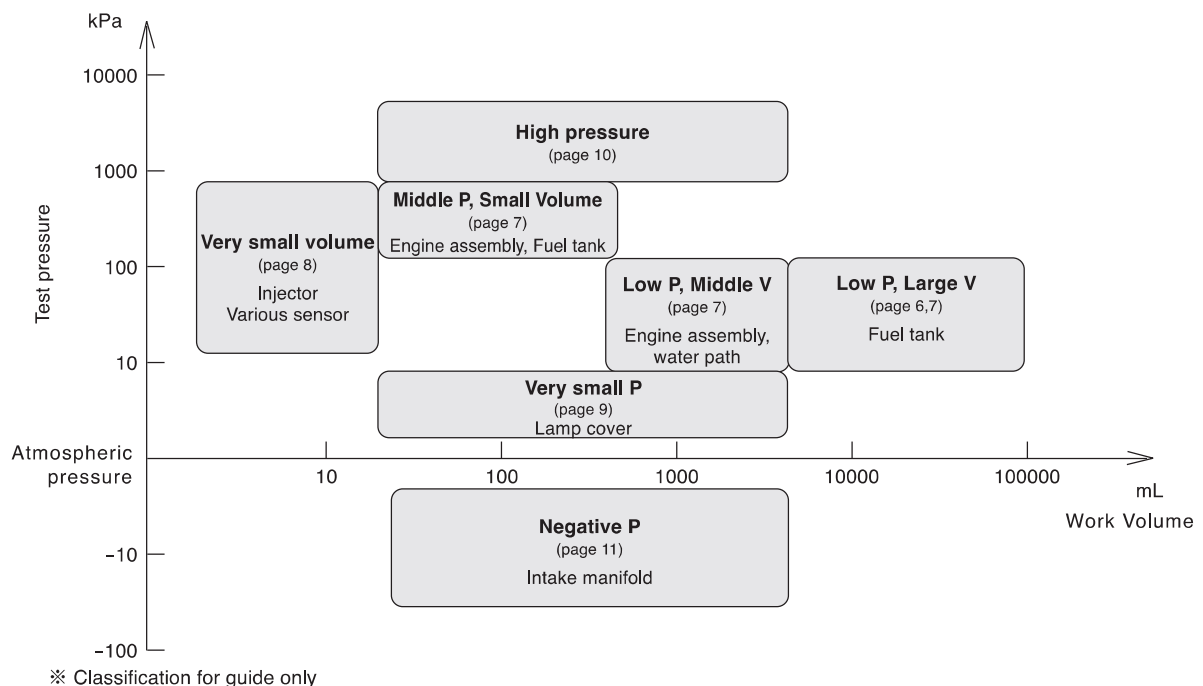 kPa
10000
1000
100
10
Test pressure
Atmospheric
pressure
-10
-100
High pressure
(page 10)
Middle P, Small Volume
(page 7)
Engine assembly, Fuel tank
Very small volume
(page 8)
Injector
Various sensor
Low P, Middle V
(page 7)
Engine assembly,
water path
Low P, Large V
(page 6,7)
Fuel tank
Very small P
(page 9)
Lamp cover
10
100
1000
10000
100000
mL
Work Volume
Negative P
(page 11)
Intake manifold
※ Classification for guide only